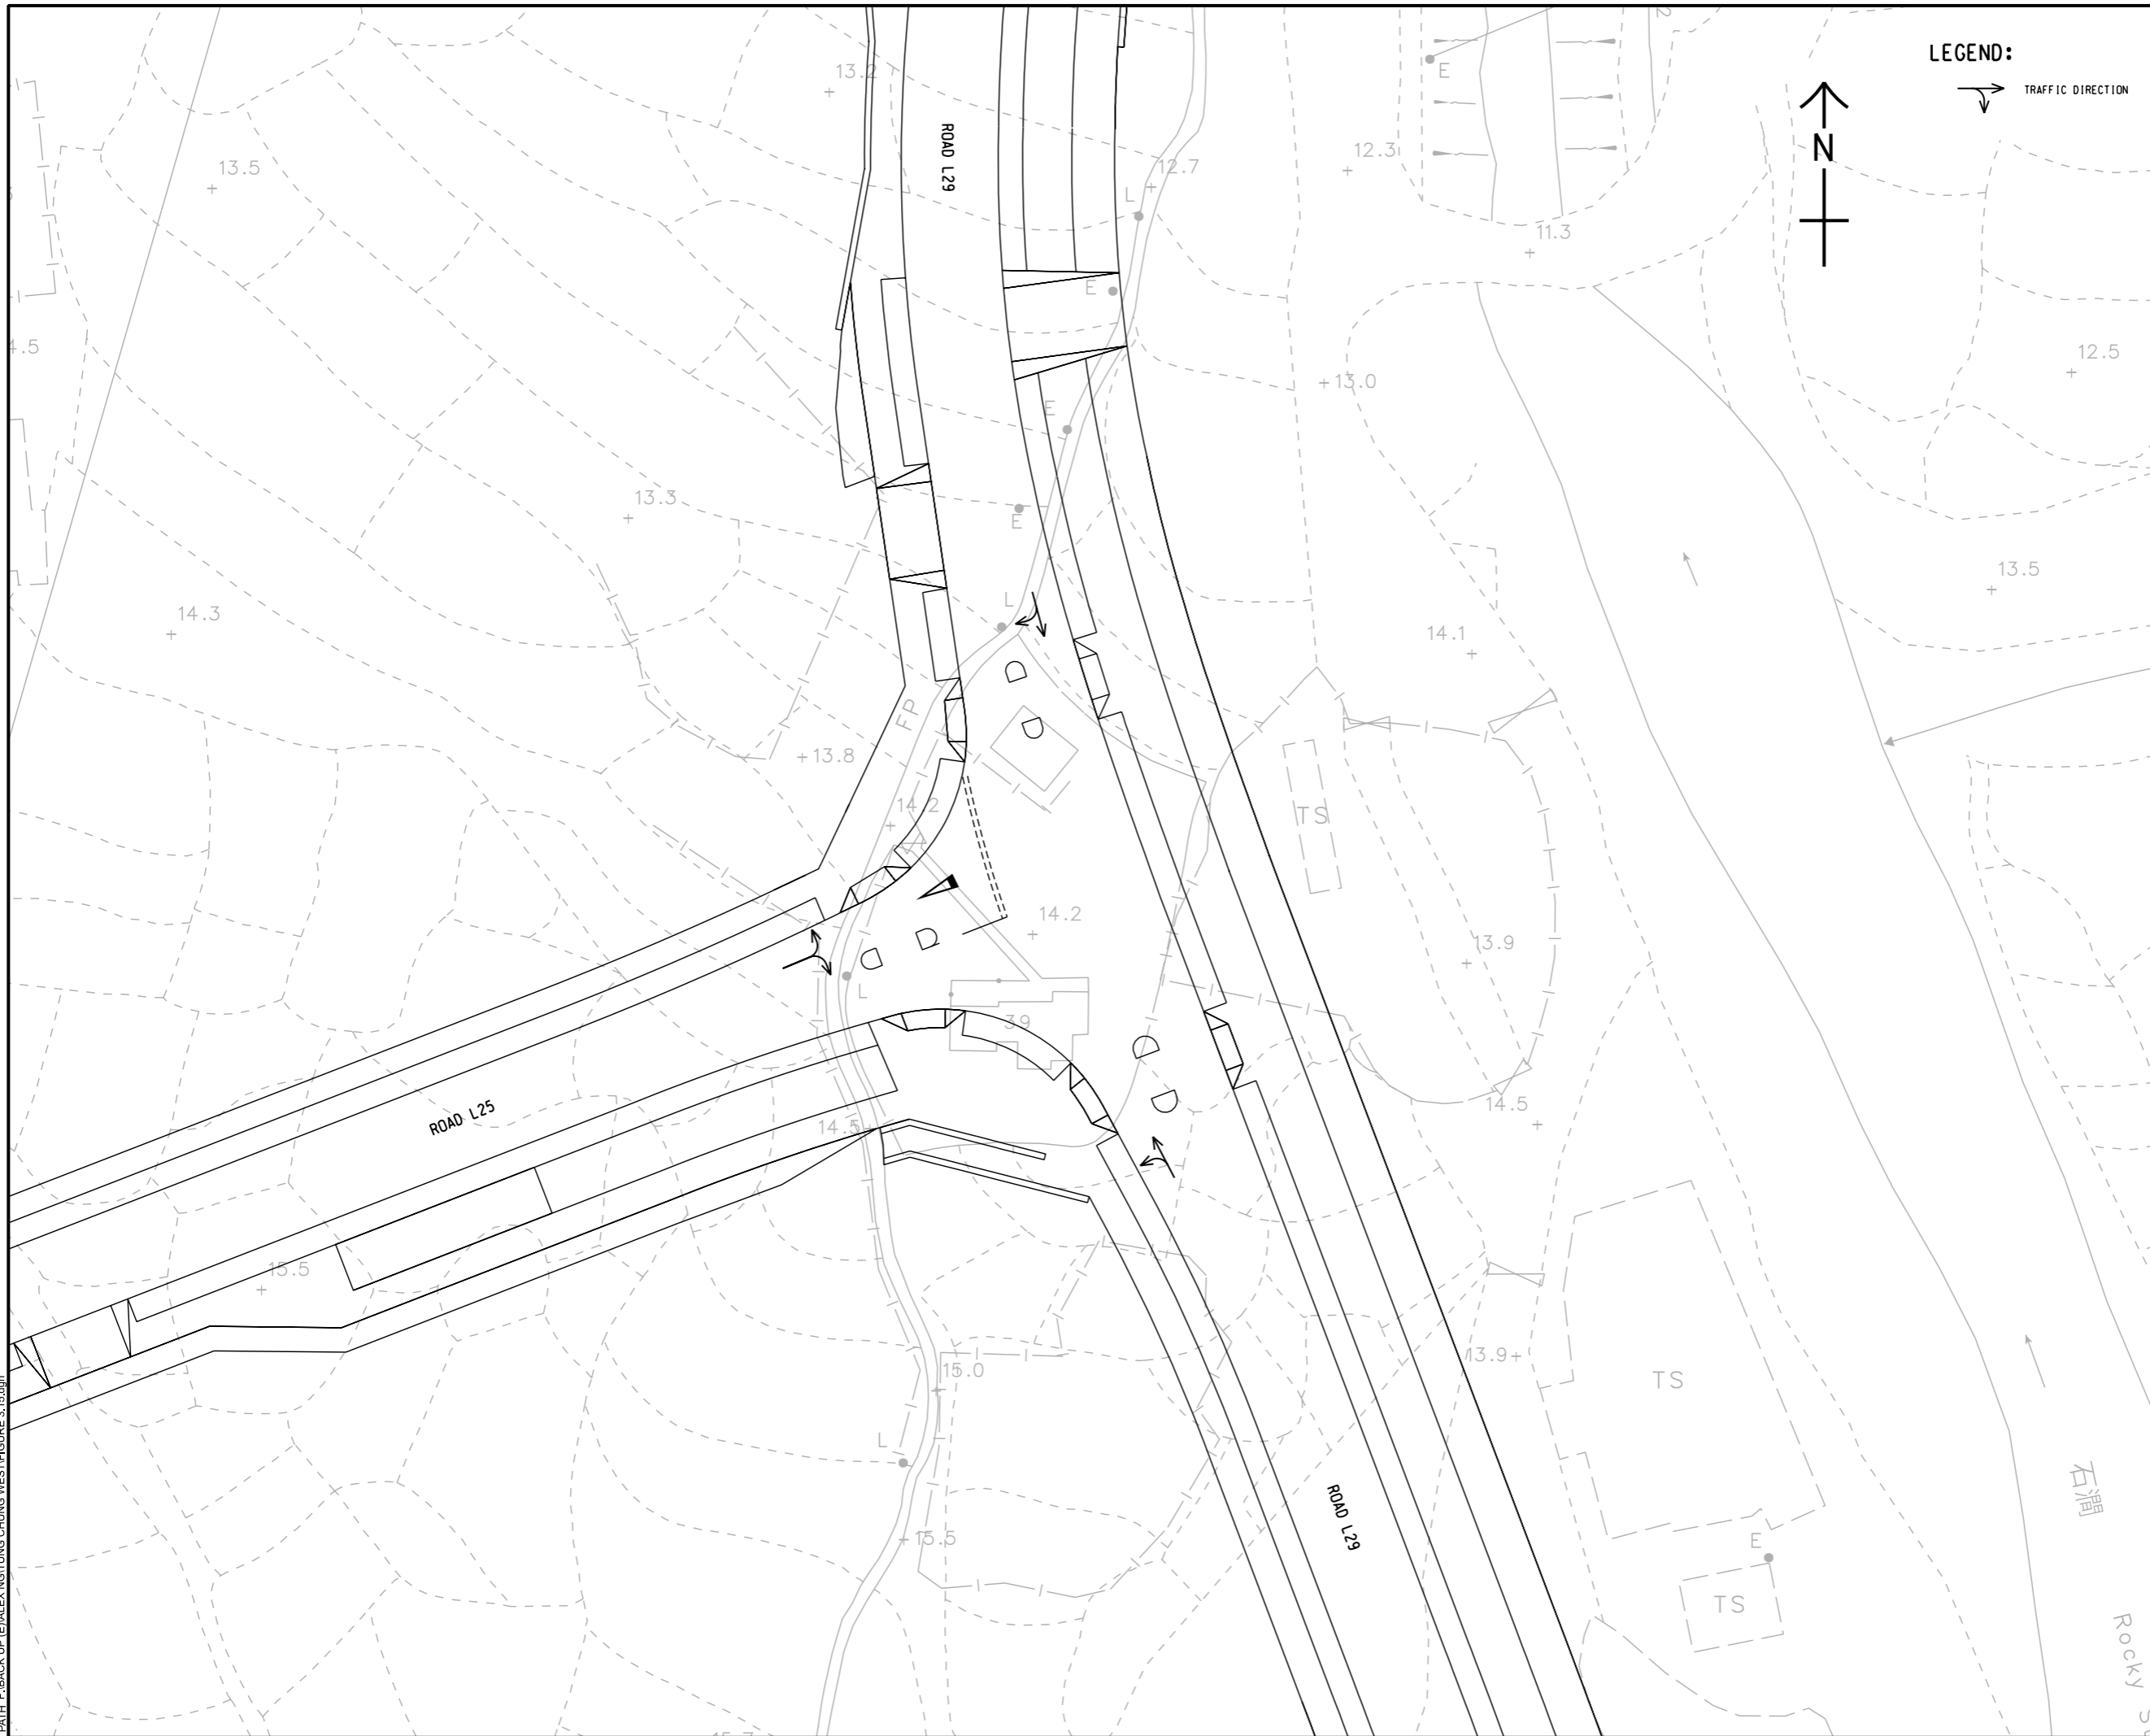 LEGEND:
TRAFFIC DIRECTION
N
ROAD L29
ROAD L25
ROAD L29
13.2
13.5
12.7
12.3
11.3
L
E
E
E
E
E
L
13.0
12.5
13.3
13.5
14.3
14.1
FP
13.8
14.2
TS
14.2
13.9
L
39
14.5
14.5
15.5
13.9
15.0
TS
L
15.5
E
TS
石澗
Rocky